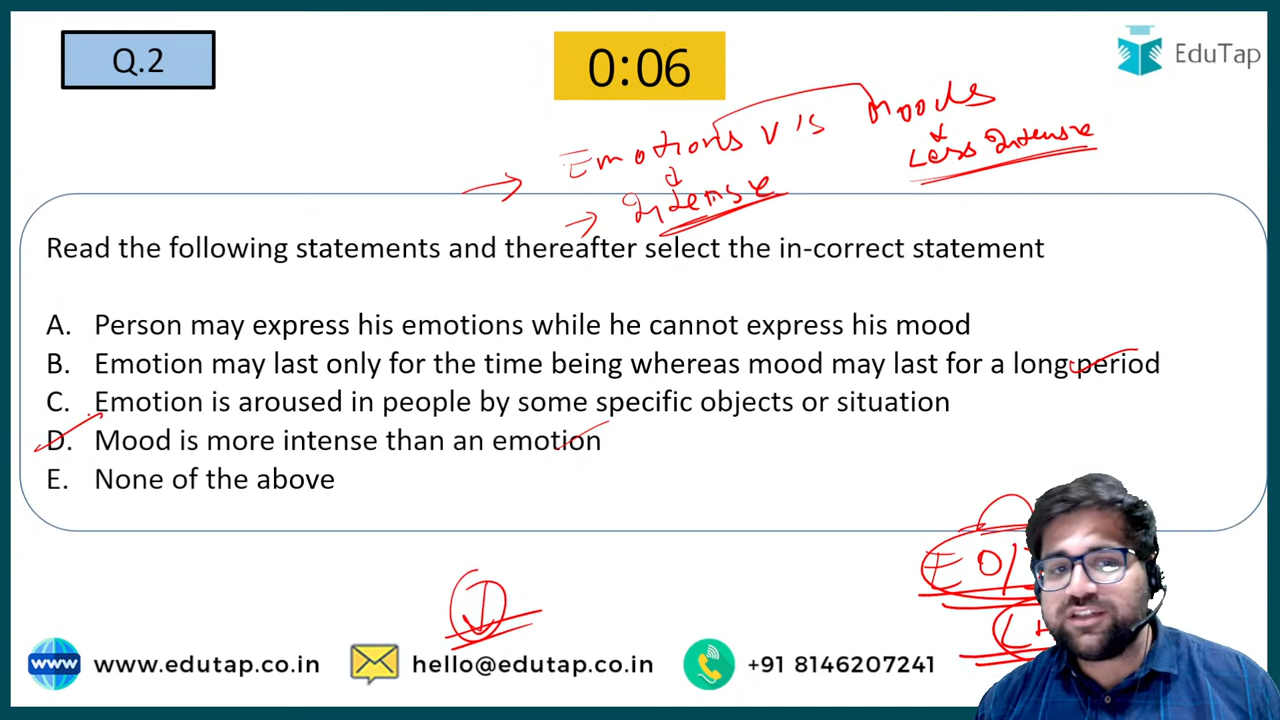 Q.2
0:06
EduTap
Emotions v's Moods
Less Intensive
Intense
Read the following statements and thereafter select the in-correct statement
A. Person may express his emotions while he cannot express his mood
B. Emotion may last only for the time being whereas mood may last for a long period
C. Emotion is aroused in people by some specific objects or situation
D. Mood is more intense than an emotion
E. None of the above
www www.edutap.co.in hello@edutap.co.in +91 8146207241